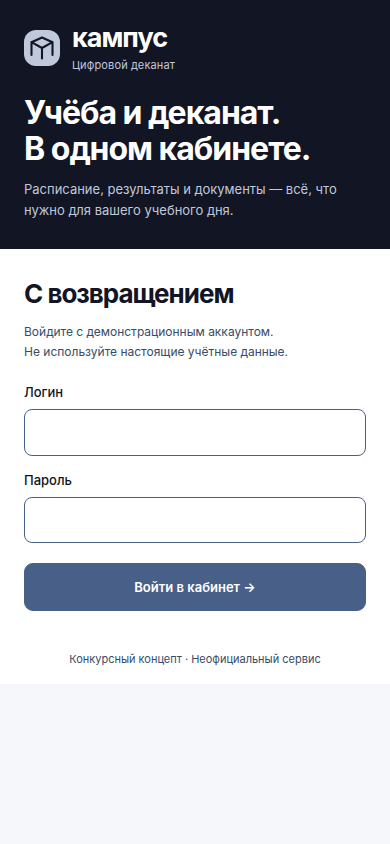 кампус
Цифровой деканат
Учёба и деканат.
В одном кабинете.
Расписание, результаты и документы — всё, что
нужно для вашего учебного дня.
С возвращением
Войдите с демонстрационным аккаунтом.
Не используйте настоящие учётные данные.
Логин
Пароль
Войти в кабинет →
Конкурсный концепт · Неофициальный сервис